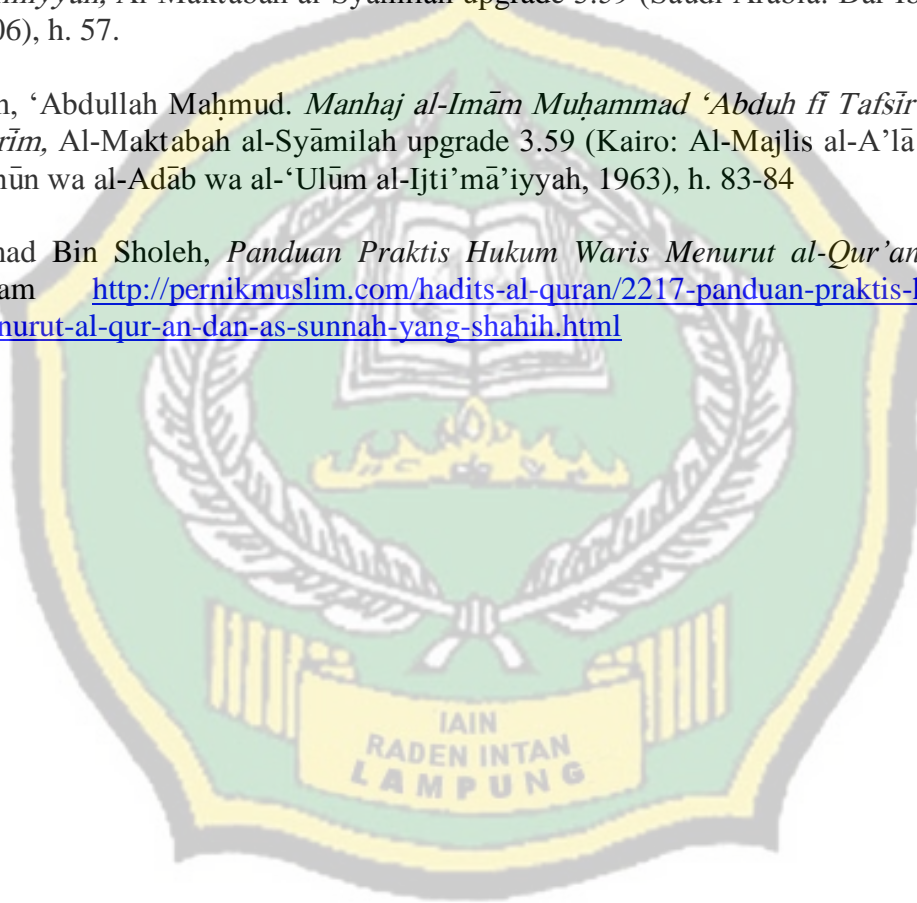 Al-Maktabah al-Syāmilah upgrade 3.59 (Saudi Arabia: Dar
06), h. 57.
n, ‘Abdullah Maḥmud. Manhaj al-Imām Muḥammad ‘Abduh fī Tafsīr
rīm, Al-Maktabah al-Syāmilah upgrade 3.59 (Kairo: Al-Majlis al-A’lā
nūn wa al-Adāb wa al-‘Ulūm al-Ijti’mā’iyyah, 1963), h. 83-84
ad Bin Sholeh, Panduan Praktis Hukum Waris Menurut al-Qur’an
am http://pernikmuslim.com/hadits-al-quran/2217-panduan-praktis-
nurut-al-qur-an-dan-as-sunnah-yang-shahih.html
IAIN
RADEN INTAN
LAMPUNG